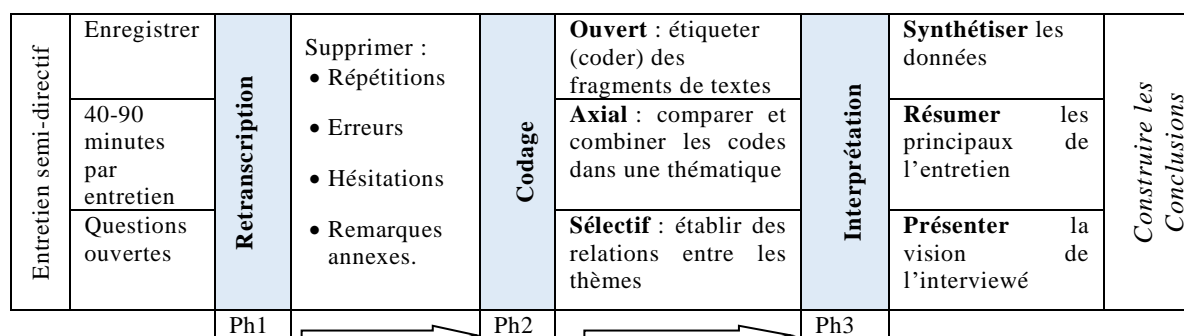 Entretien semi-directif
Enregistrer
40-90
minutes
par
entretien
Questions
ouvertes
Retranscription
Supprimer :
• Répétitions
• Erreurs
• Hésitations
• Remarques
annexes.
Codage
Ouvert : étiqueter
(coder) des
fragments de textes
Axial : comparer et
combiner les codes
dans une thématique
Sélectif : établir des
relations entre les
thèmes
Interprétation
Synthétiser les
données
Résumer les
principaux de
l’entretien
Présenter la
vision de
l’interviewé
Construire les
Conclusions
Ph1
Ph2
Ph3